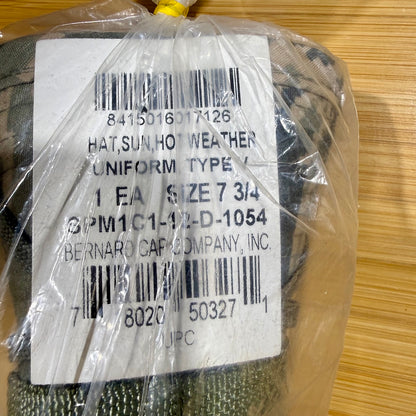 8415016017126
HAT,SUN,HOT WEATHER
UNIFORM TYPE V
1 EA SIZE 7 3/4
SPM1C1-12-D-1054
BERNARD CAP COMPANY, INC.
7 8020 50327 1
UPC